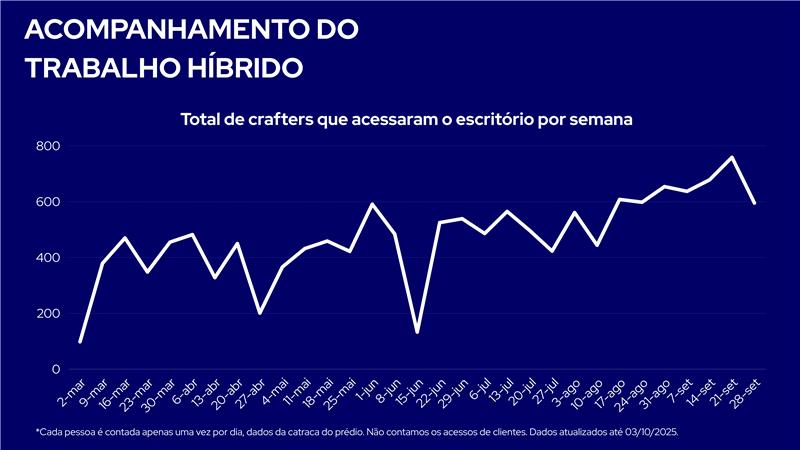 ACOMPANHAMENTO DO
TRABALHO HÍBRIDO
Total de crafters que acessaram o escritório por semana
800
600
400
200
0
2-mar
9-mar
16-mar
23-mar
30-mar
6-abr
13-abr
20-abr
27-abr
4-mai
11-mai
18-mai
25-mai
1-jun
8-jun
15-jun
22-jun
29-jun
6-jul
13-jul
20-jul
27-jul
3-ago
10-ago
17-ago
24-ago
31-ago
7-set
14-set
21-set
28-set
*Cada pessoa é contada apenas uma vez por dia, dados da catraca do prédio. Não contamos os acessos de clientes. Dados atualizados até 03/10/2025.